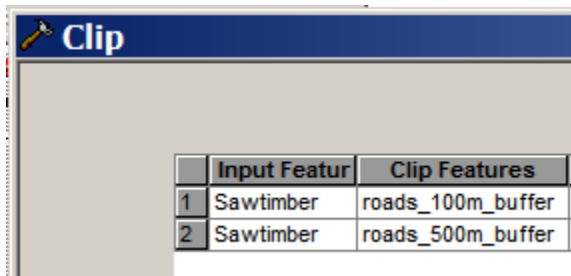 Clip
Input Featur Clip Features
1 Sawtimber roads_100m_buffer
2 Sawtimber roads_500m_buffer